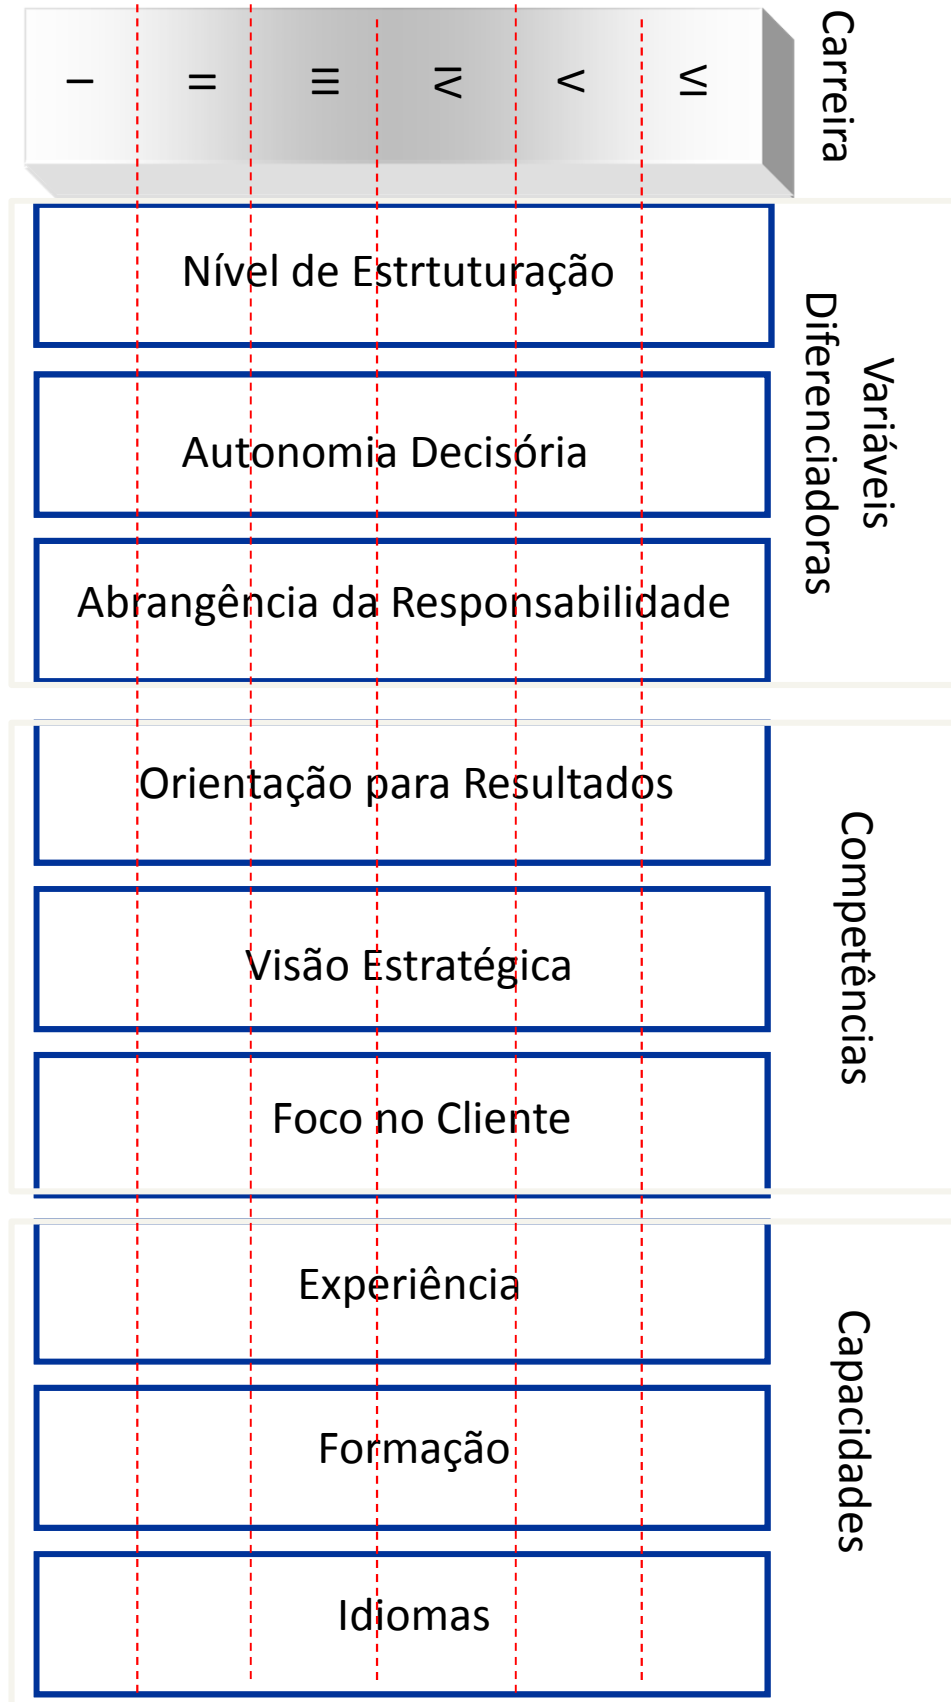 Carreira
I
II
III
IV
V
VI
Variáveis
Diferenciadoras
Nível de Estrtuturação
Autonomia Decisória
Abrangência da Responsabilidade
Competências
Orientação para Resultados
Visão Estratégica
Foco no Cliente
Capacidades
Experiência
Formação
Idiomas